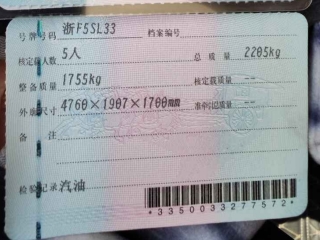 号牌号码 浙F5SL33 档案编号
核定载人数 5人 总质量 2205kg
整备质量 1755kg 核定载质量 --
外廓尺寸 4760×1907×1700mm 准牵引总质量 --
备注
检验记录 汽油
*3350033277572*